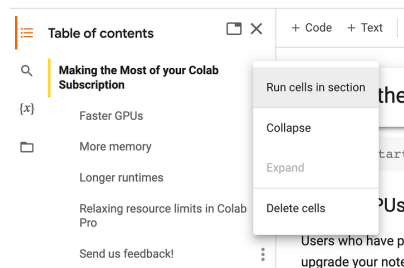 Table of contents
+ Code + Text
Making the Most of your Colab
Subscription
{x}
Faster GPUs
More memory
Longer runtimes
Relaxing resource limits in Colab
Pro
Send us feedback!
Run cells in section
Collapse
Expand
Delete cells
the
tart
PUs
Users who have p
upgrade your note